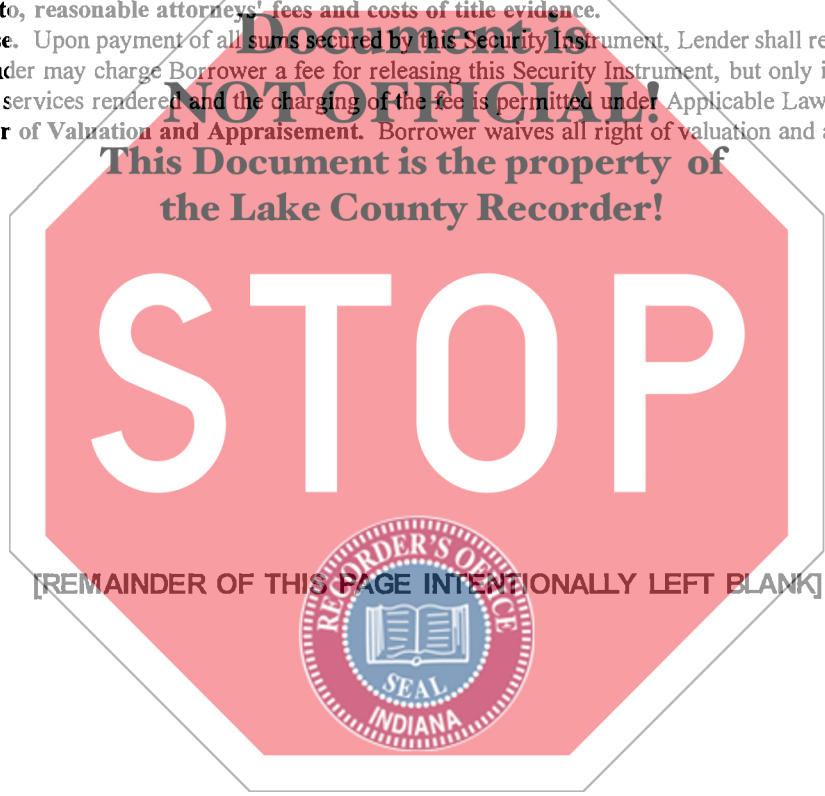 to, reasonable attorneys' fees and costs of title evidence.
Document is
se. Upon payment of all sums secured by this Security Instrument, Lender shall re
der may charge Borrower a fee for releasing this Security Instrument, but only i
NOT OFFICIAL!
services rendered and the charging of the fee is permitted under Applicable Law
r of Valuation and Appraisement. Borrower waives all right of valuation and a
This Document is the property of
the Lake County Recorder!
STOP
RECORDER'S OFFICE
[REMAINDER OF THIS PAGE INTENTIONALLY LEFT BLANK]
SEAL
INDIANA